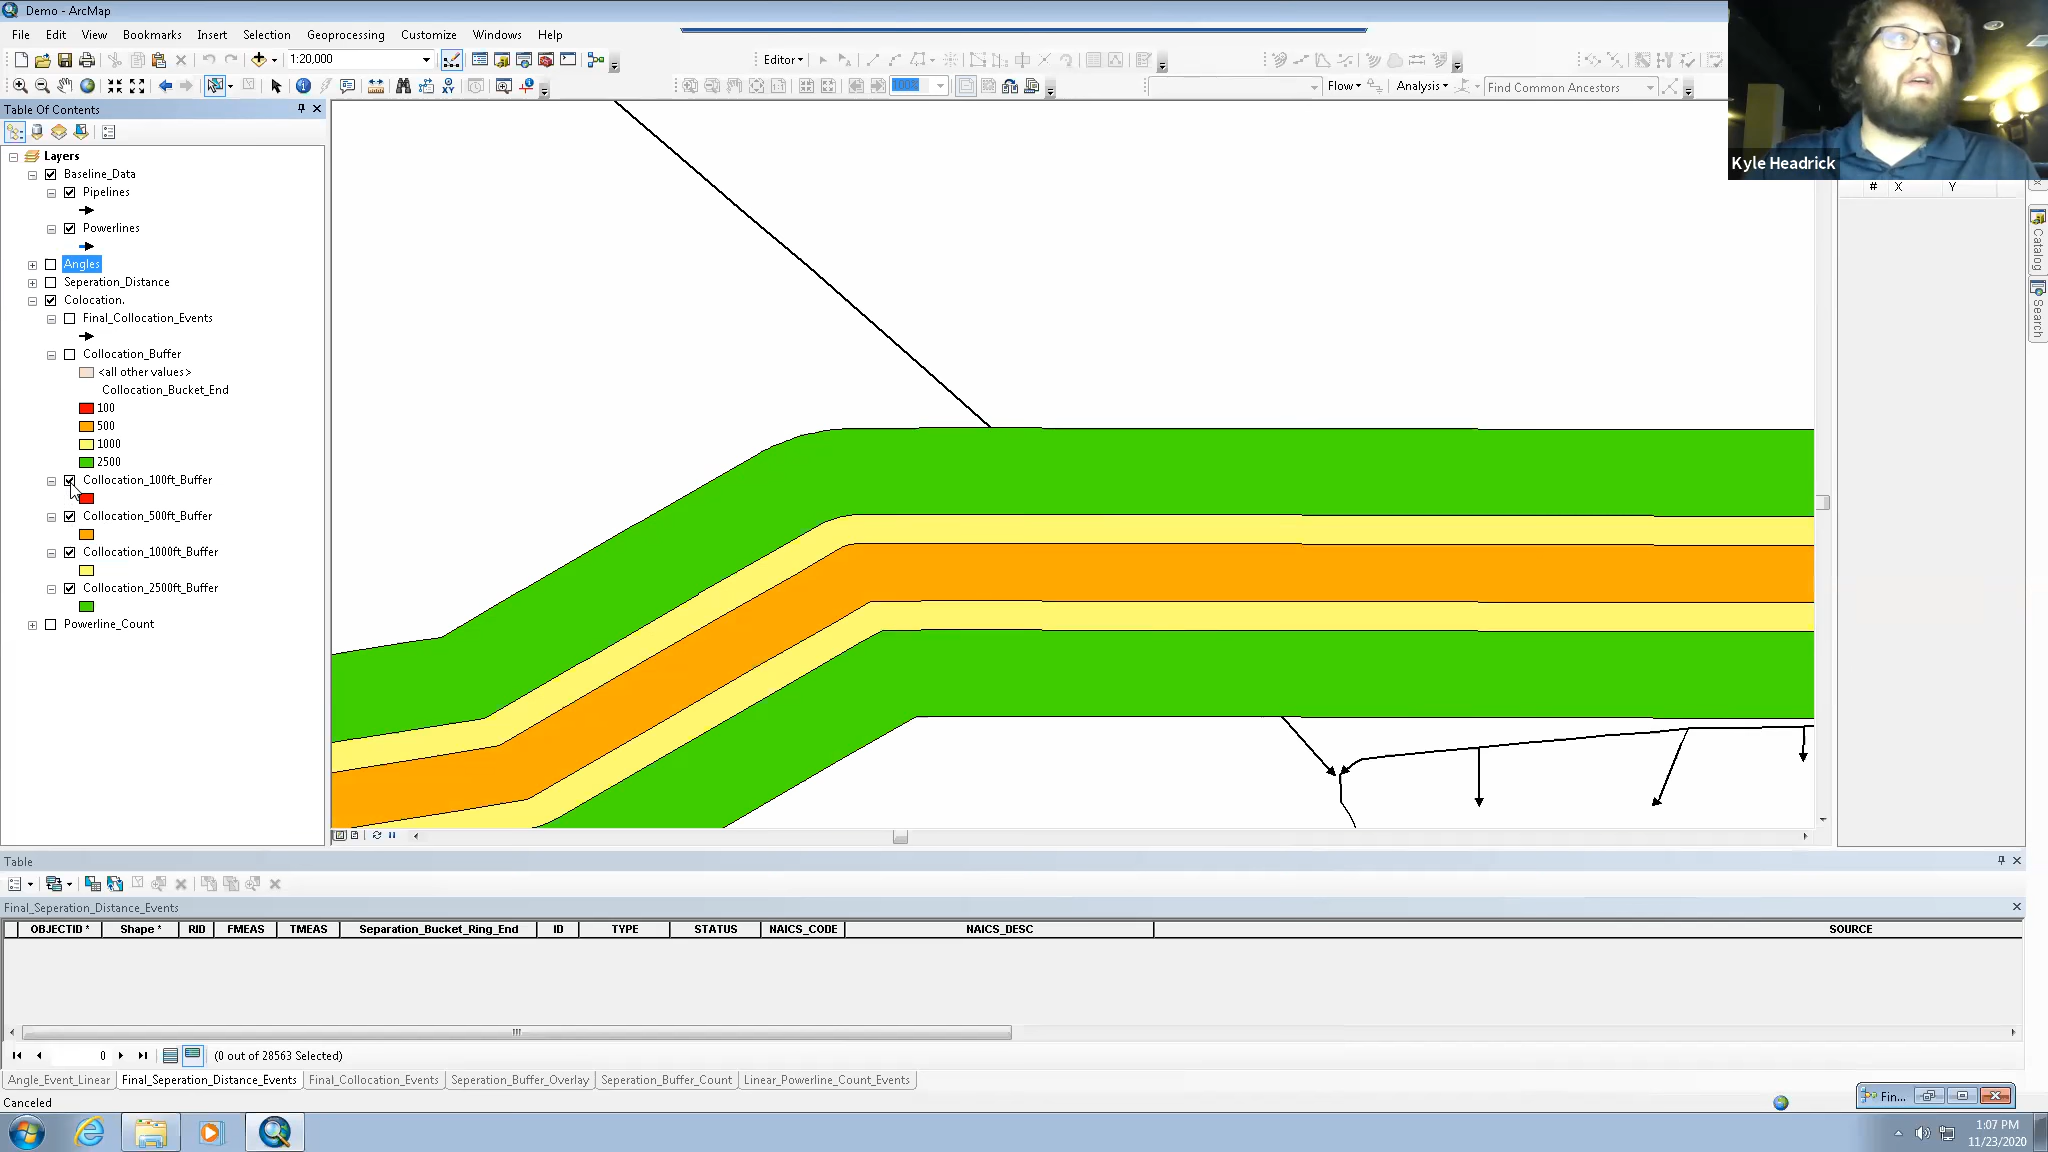 Demo - ArcMap
File Edit View Bookmarks Insert Selection Geoprocessing Customize Windows Help
1:20,000
Editor
100%
Flow
Analysis
Find Common Ancestors
Kyle Headrick
Table Of Contents
# X Y
Layers
Baseline_Data
Pipelines
Powerlines
Angles
Seperation_Distance
Colocation.
Final_Collocation_Events
Collocation_Buffer
<all other values>
Collocation_Bucket_End
100
500
1000
2500
Collocation_100ft_Buffer
Collocation_500ft_Buffer
Collocation_1000ft_Buffer
Collocation_2500ft_Buffer
Powerline_Count
Catalog
Search
Table
Final_Seperation_Distance_Events
OBJECTID * Shape * RID FMEAS TMEAS Separation_Bucket_Ring_End ID TYPE STATUS NAICS_CODE NAICS_DESC SOURCE
0 (0 out of 28563 Selected)
Angle_Event_Linear Final_Seperation_Distance_Events Final_Collocation_Events Seperation_Buffer_Overlay Seperation_Buffer_Count Linear_Powerline_Count_Events
Canceled
Fin...
1:07 PM
11/23/2020